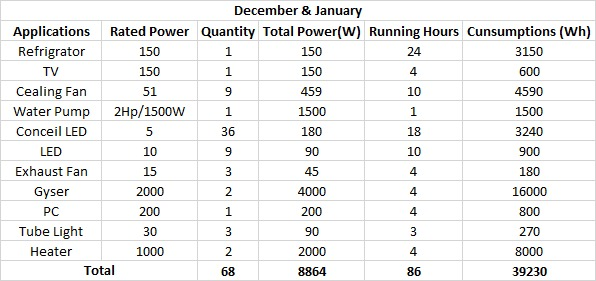 December & January
Applications Rated Power Quantity Total Power(W) Running Hours Cunsumptions (Wh)
Refrigrator 150 1 150 24 3150
TV 150 1 150 4 600
Cealing Fan 51 9 459 10 4590
Water Pump 2Hp/1500W 1 1500 1 1500
Conceil LED 5 36 180 18 3240
LED 10 9 90 10 900
Exhaust Fan 15 3 45 4 180
Gyser 2000 2 4000 4 16000
PC 200 1 200 4 800
Tube Light 30 3 90 3 270
Heater 1000 2 2000 4 8000
Total 68 8864 86 39230